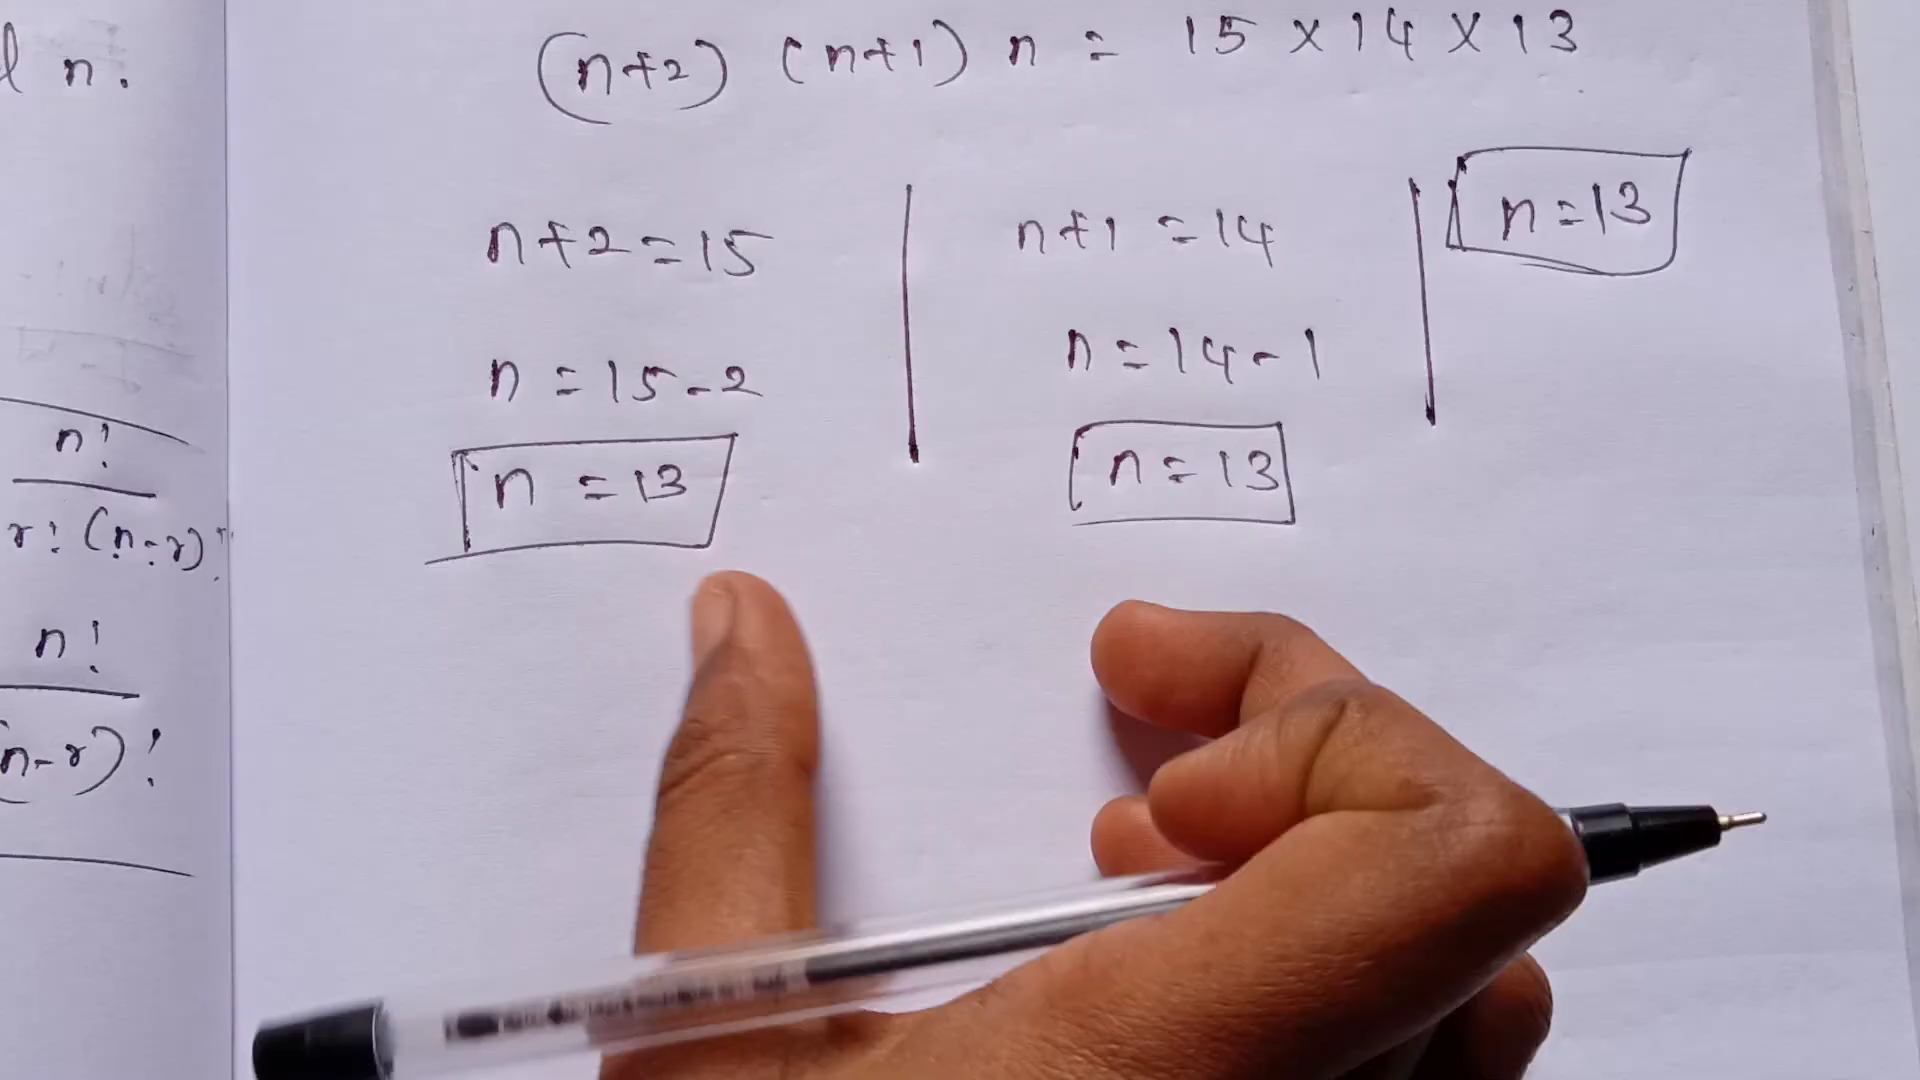 l n.
n!
r! (n-r)!
n!
(n-r)!
(n+2) (n+1) n = 15 × 14 × 13
n+2 = 15
n = 15-2
n = 13
n+1 = 14
n = 14-1
n = 13
n = 13